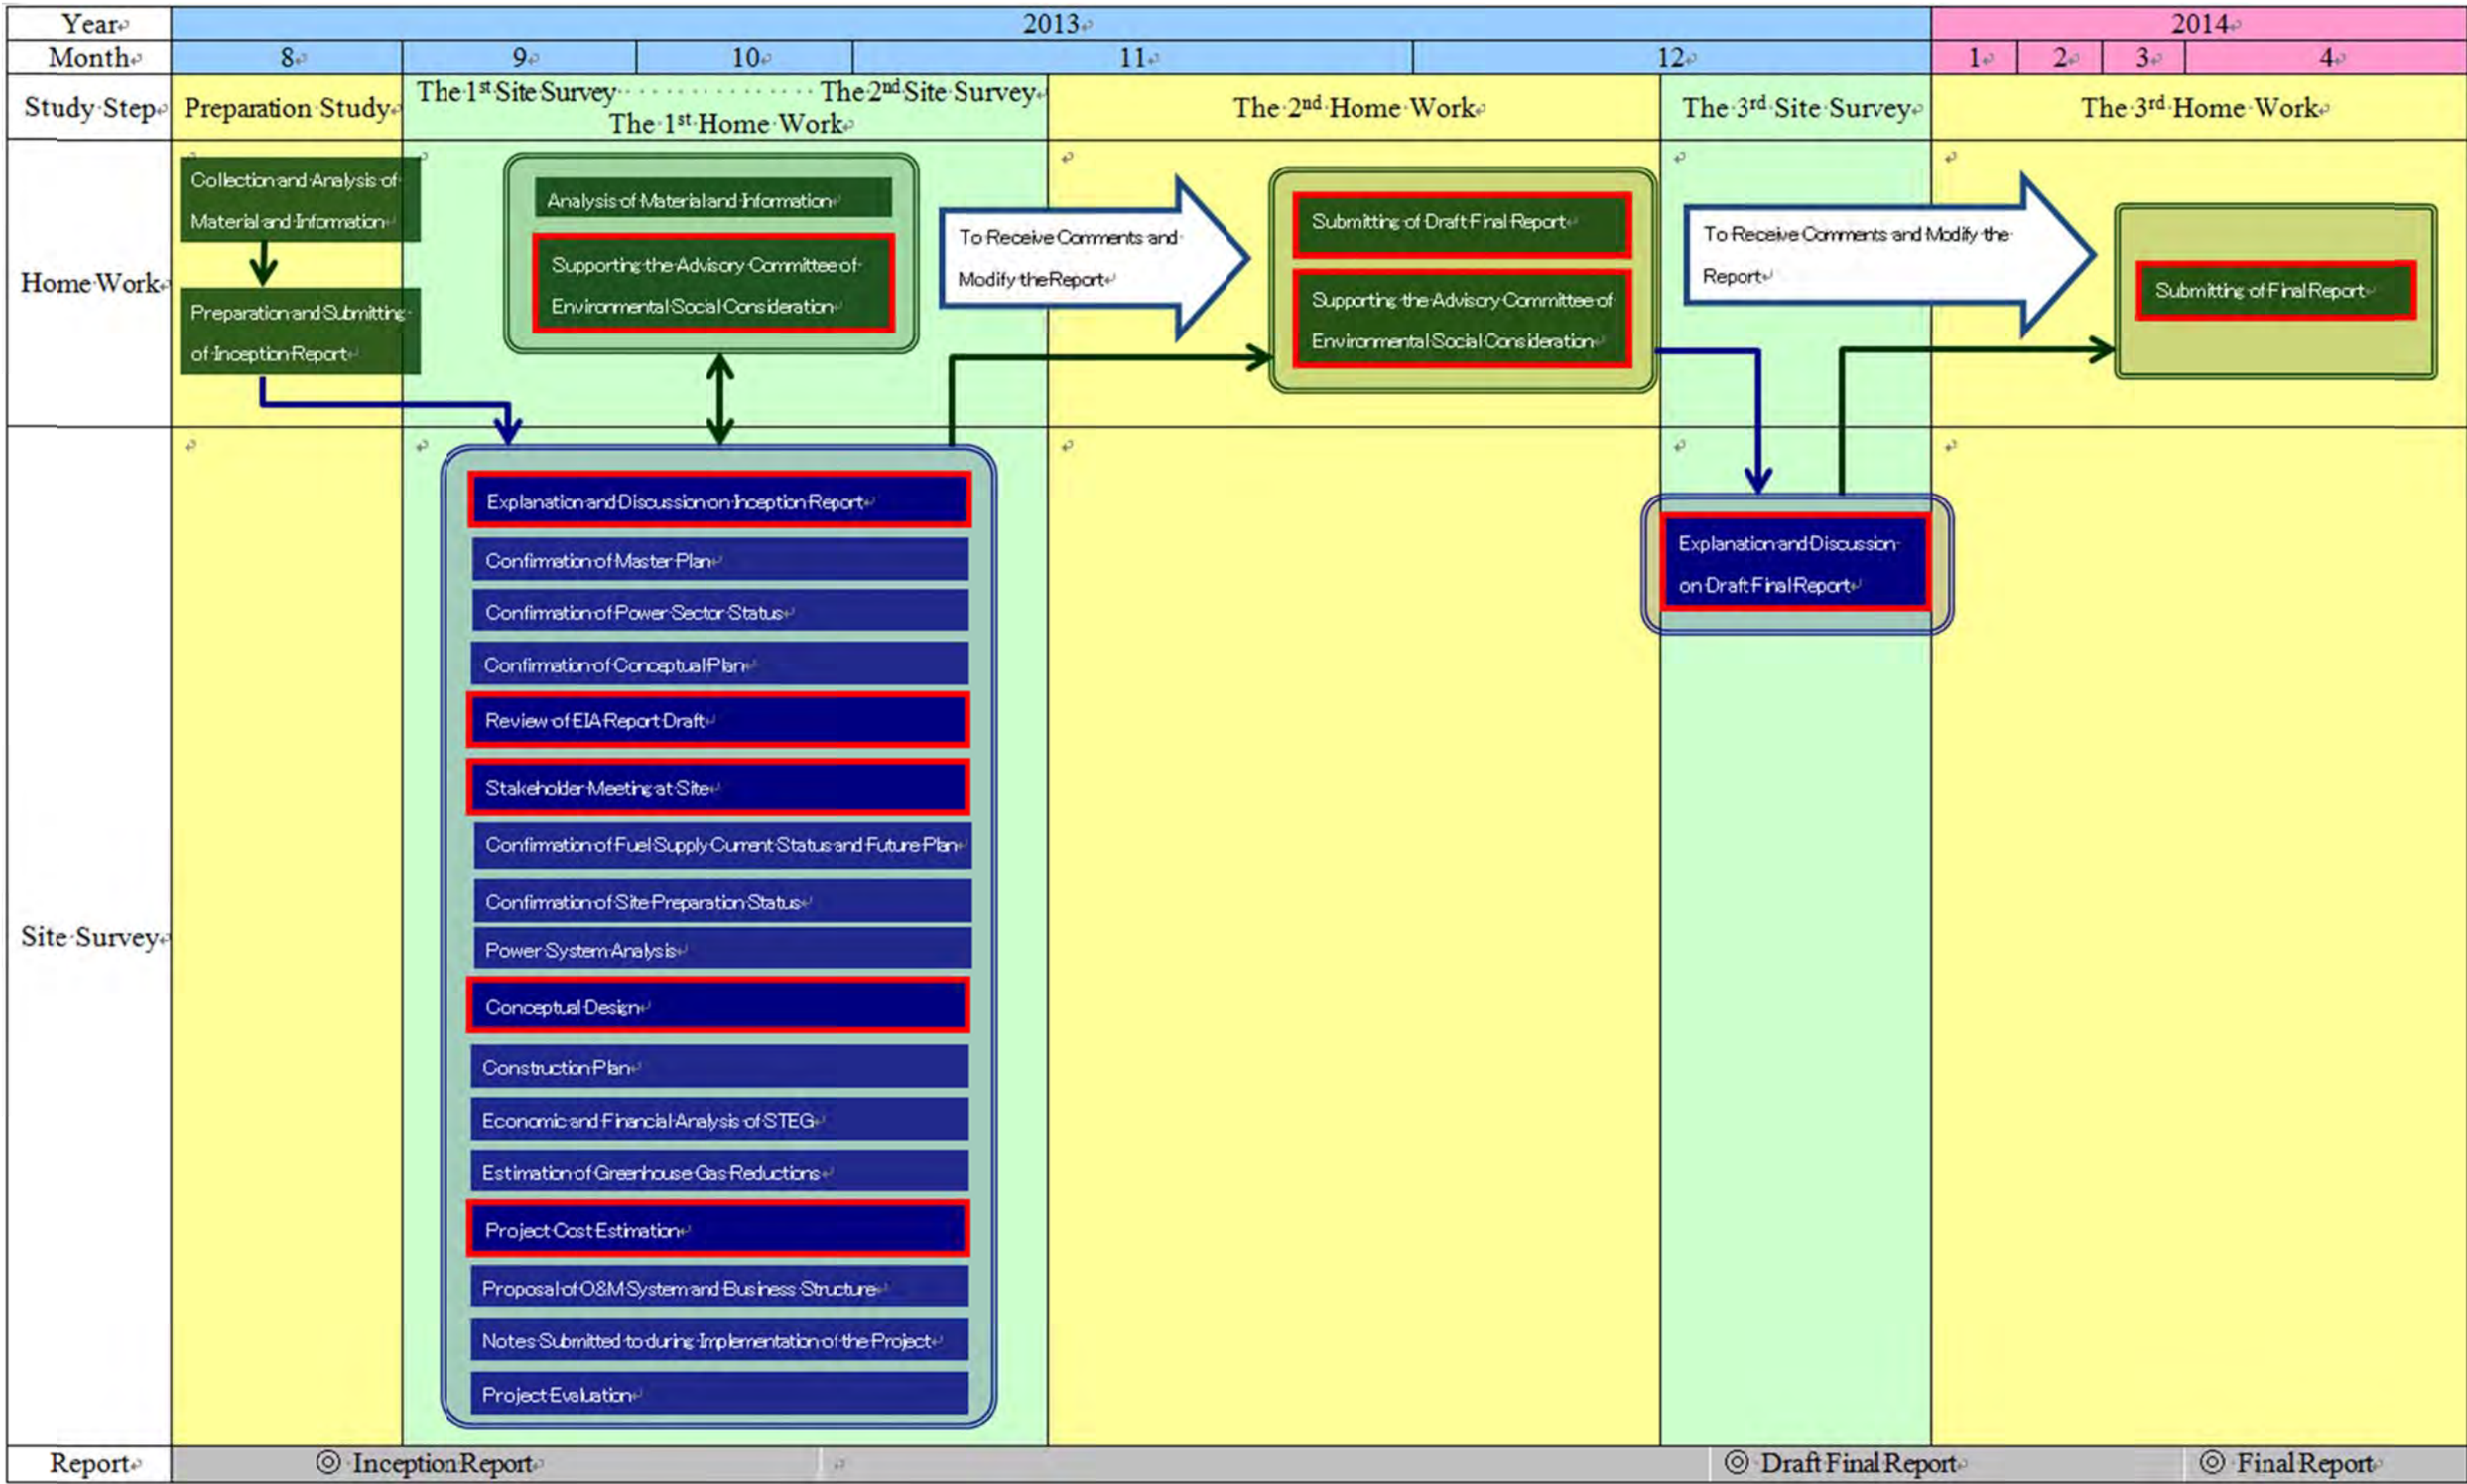 Year 2013 2014
Month 8 9 10 11 12 1 2 3 4
Study Step Preparation Study The 1st Site Survey The 2nd Site Survey
The 1st Home Work
The 2nd Home Work The 3rd Site Survey The 3rd Home Work
Home Work
Collection and Analysis of
Material and Information
Preparation and Submitting
of Inception Report
Analysis of Material and Information
Supporting the Advisory Committee of
Environmental Social Consideration
To Receive Comments and
Modify the Report
Submitting of Draft Final Report
Supporting the Advisory Committee of
Environmental Social Consideration
To Receive Comments and Modify the
Report
Submitting of Final Report
Site Survey
Explanation and Discussion on Inception Report
Confirmation of Master Plan
Confirmation of Power Sector Status
Confirmation of Conceptual Plan
Review of EIA Report Draft
Stakeholder Meeting at Site
Confirmation of Fuel Supply Current Status and Future Plan
Confirmation of Site Preparation Status
Power System Analysis
Conceptual Design
Construction Plan
Economic and Financial Analysis of STEG
Estimation of Greenhouse Gas Reductions
Project Cost Estimation
Proposal of O&M System and Business Structure
Notes Submitted to during Implementation of the Project
Project Evaluation
Explanation and Discussion
on Draft Final Report
Report ◎ Inception Report ◎ Draft Final Report ◎ Final Report